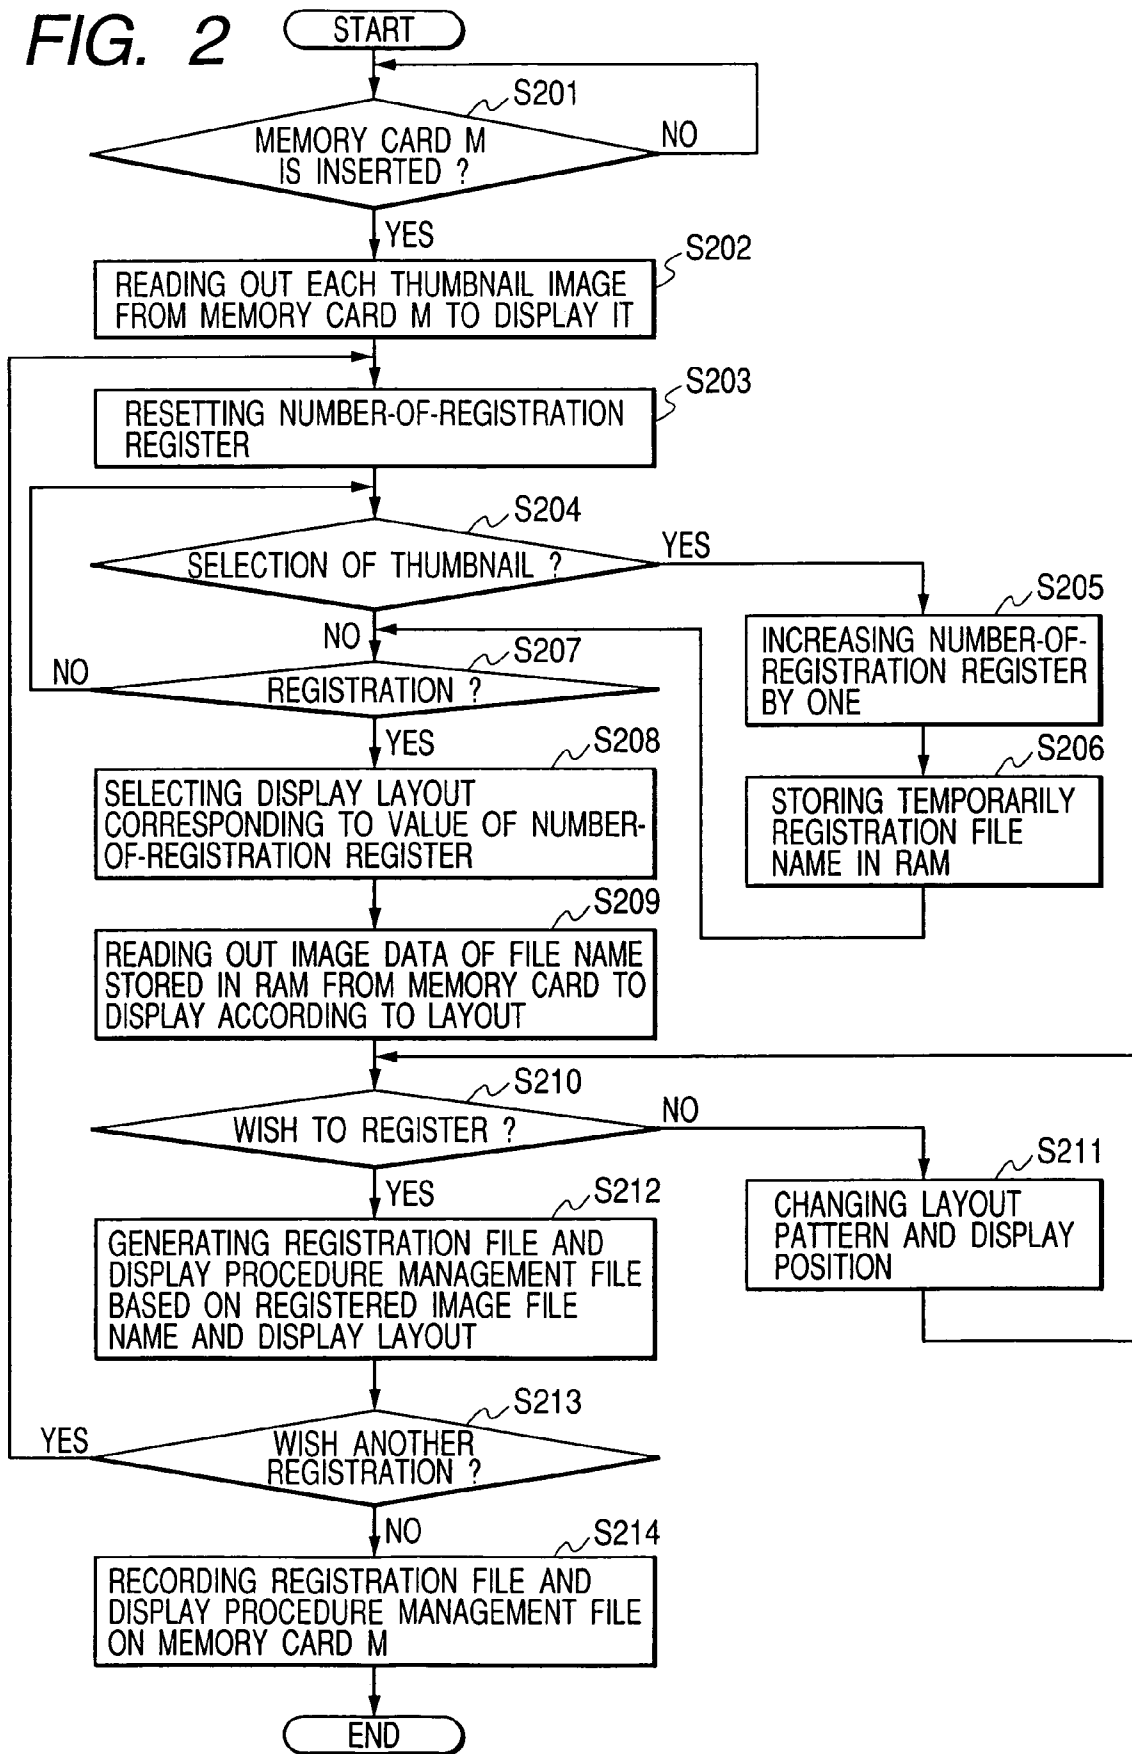 FIG. 2
START
S201
MEMORY CARD M
IS INSERTED ?
NO
YES
S202
READING OUT EACH THUMBNAIL IMAGE
FROM MEMORY CARD M TO DISPLAY IT
S203
RESETTING NUMBER-OF-REGISTRATION
REGISTER
S204
SELECTION OF THUMBNAIL ?
YES
NO
S205
INCREASING NUMBER-OF-
REGISTRATION REGISTER
BY ONE
S206
STORING TEMPORARILY
REGISTRATION FILE
NAME IN RAM
S207
REGISTRATION ?
NO
YES
S208
SELECTING DISPLAY LAYOUT
CORRESPONDING TO VALUE OF NUMBER-
OF-REGISTRATION REGISTER
S209
READING OUT IMAGE DATA OF FILE NAME
STORED IN RAM FROM MEMORY CARD TO
DISPLAY ACCORDING TO LAYOUT
S210
WISH TO REGISTER ?
NO
YES
S211
CHANGING LAYOUT
PATTERN AND DISPLAY
POSITION
S212
GENERATING REGISTRATION FILE AND
DISPLAY PROCEDURE MANAGEMENT FILE
BASED ON REGISTERED IMAGE FILE
NAME AND DISPLAY LAYOUT
S213
WISH ANOTHER
REGISTRATION ?
YES
NO
S214
RECORDING REGISTRATION FILE AND
DISPLAY PROCEDURE MANAGEMENT FILE
ON MEMORY CARD M
END